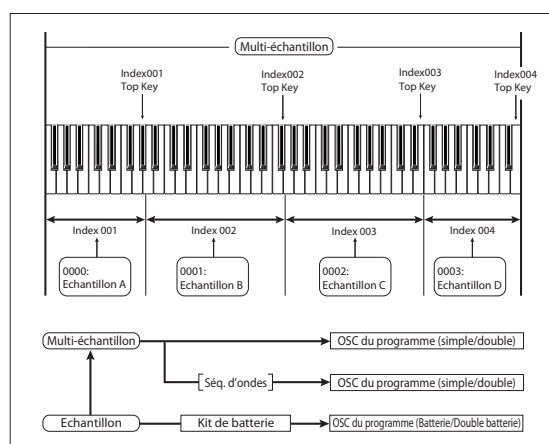 Multi-échantillon
Index001 Top Key
Index002 Top Key
Index003 Top Key
Index004 Top Key
Index 001
Index 002
Index 003
Index 004
0000: Echantillon A
0001: Echantillon B
0002: Echantillon C
0003: Echantillon D
Multi-échantillon
OSC du programme (simple/double)
Séq. d'ondes
OSC du programme (simple/double)
Echantillon
Kit de batterie
OSC du programme (Batterie/Double batterie)